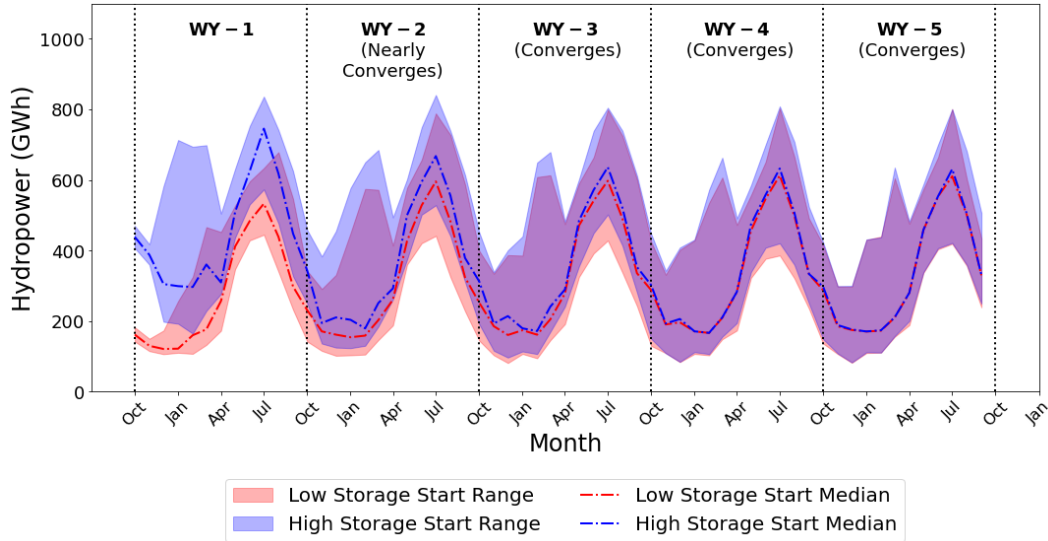 WY – 1
WY – 2
(Nearly
Converges)
WY – 3
(Converges)
WY – 4
(Converges)
WY – 5
(Converges)
Hydropower (GWh)
1000
800
600
400
200
0
Oct Jan Apr Jul Oct Jan Apr Jul Oct Jan Apr Jul Oct Jan Apr Jul Oct Jan Apr Jul Oct Jan
Month
Low Storage Start Range
High Storage Start Range
Low Storage Start Median
High Storage Start Median